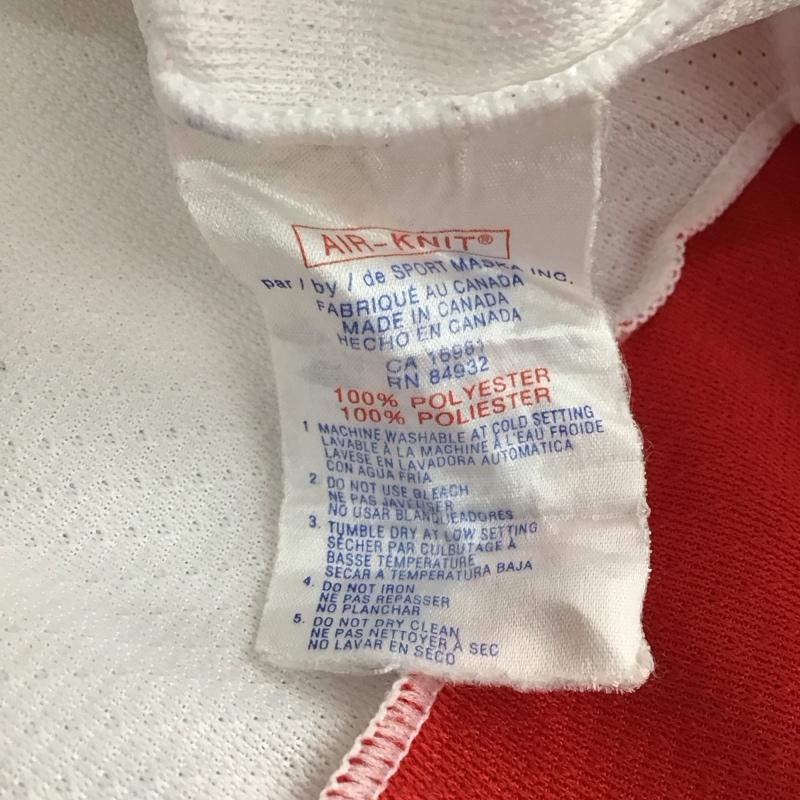 AIR-KNIT®
par / by / de SPORT MASKA INC.
FABRIQUÉ AU CANADA
MADE IN CANADA
HECHO EN CANADA
CA 16981
RN 84932
100% POLYESTER
100% POLIESTER
1 MACHINE WASHABLE AT COLD SETTING
LAVABLE À LA MACHINE À L'EAU FROIDE
LAVESE EN LAVADORA AUTOMATICA
CON AGUA FRÍA
2. DO NOT USE BLEACH
NE PAS JAVELISER
NO USAR BLANQUEADORES
3. TUMBLE DRY AT LOW SETTING
SÉCHER PAR CULBUTAGE À
BASSE TEMPÉRATURE
SECAR A TEMPERATURA BAJA
4. DO NOT IRON
NE PAS REPASSER
NO PLANCHAR
5. DO NOT DRY CLEAN
NE PAS NETTOYER À SEC
NO LAVAR EN SECO